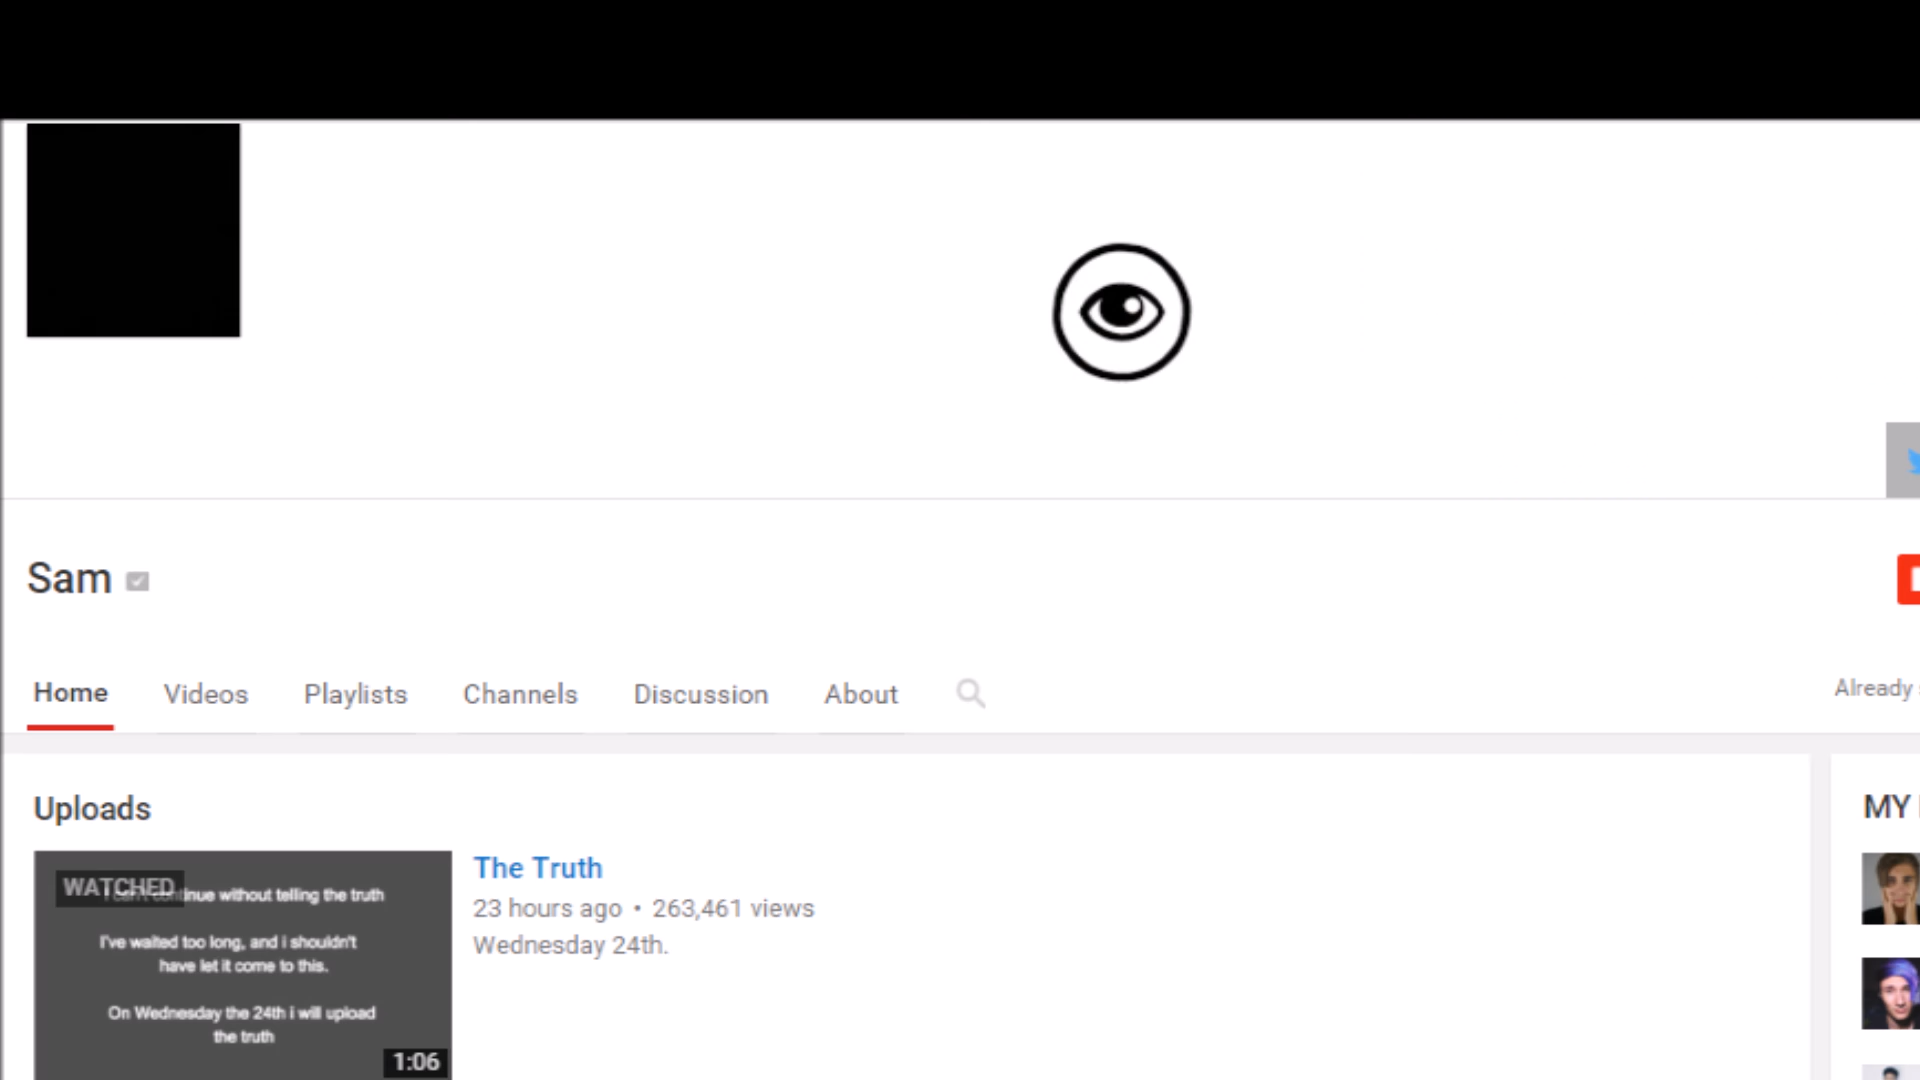 Sam
Home Videos Playlists Channels Discussion About
Already
Uploads
MY
WATCHED
continue without telling the truth
I've waited too long, and i shouldn't
have let it come to this.
On Wednesday the 24th i will upload
the truth
1:06
The Truth
23 hours ago • 263,461 views
Wednesday 24th.